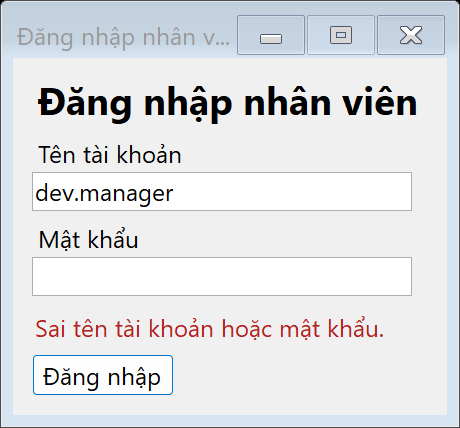 Đăng nhập nhân v...
Đăng nhập nhân viên
Tên tài khoản
dev.manager
Mật khẩu
Sai tên tài khoản hoặc mật khẩu.
Đăng nhập